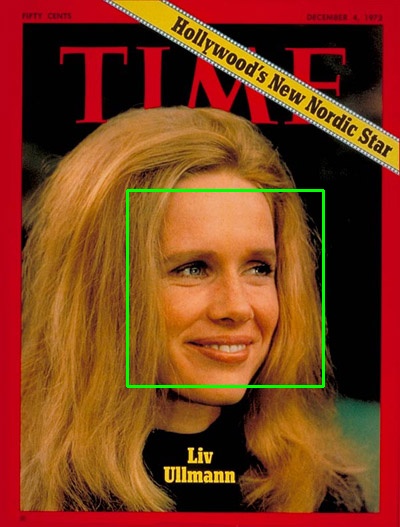 FIFTY CENTS
DECEMBER 4, 1972
TIME
Hollywood's New Nordic Star
Liv
Ullmann